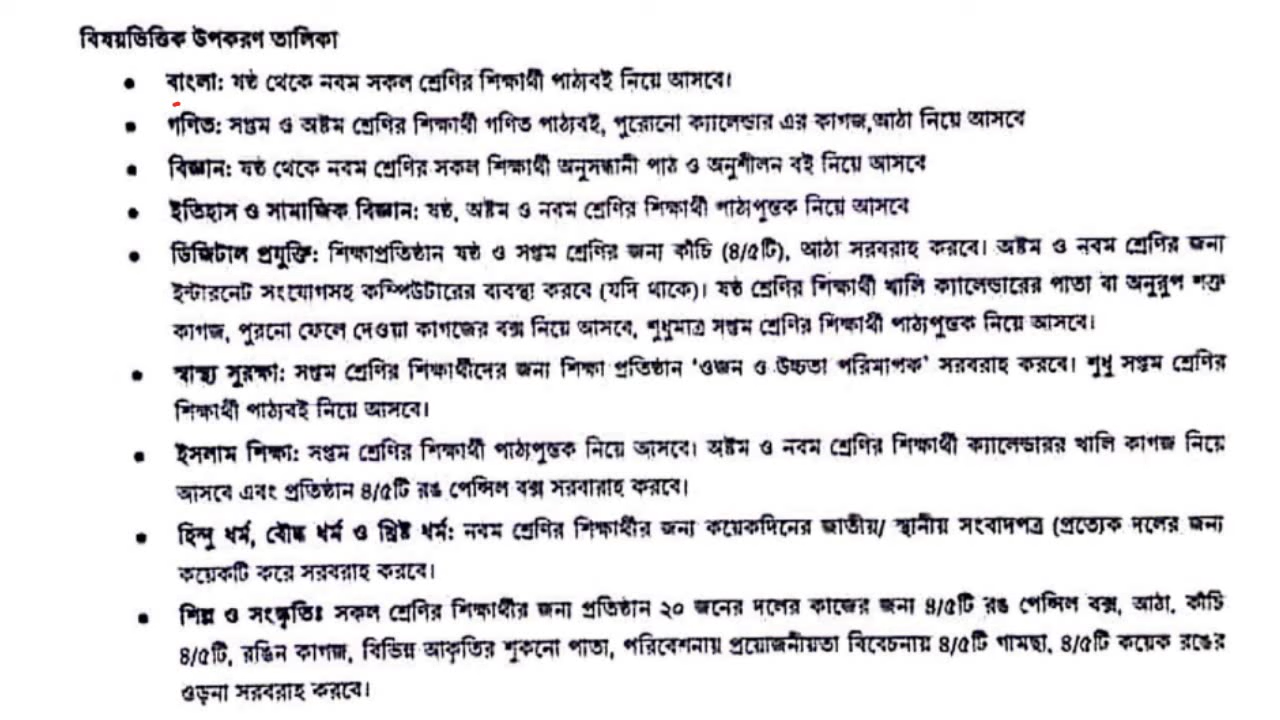 বিষয়ভিত্তিক উপকরণ তালিকা
• বাংলা: ষষ্ঠ থেকে নবম সকল শ্রেণির শিক্ষার্থী পাঠ্যবই নিয়ে আসবে।
• গণিত: সপ্তম ও অষ্টম শ্রেণির শিক্ষার্থী গণিত পাঠ্যবই, পুরোনো ক্যালেন্ডার এর কাগজ,আঠা নিয়ে আসবে
• বিজ্ঞান: ষষ্ঠ থেকে নবম শ্রেণির সকল শিক্ষার্থী অনুসন্ধানী পাঠ ও অনুশীলন বই নিয়ে আসবে
• ইতিহাস ও সামাজিক বিজ্ঞান: ষষ্ঠ, অষ্টম ও নবম শ্রেণির শিক্ষার্থী পাঠ্যপুস্তক নিয়ে আসবে
• ডিজিটাল প্রযুক্তি: শিক্ষাপ্রতিষ্ঠান ষষ্ঠ ও সপ্তম শ্রেণির জন্য কাঁচি (৪/৫টি), আঠা সরবরাহ করবে। অষ্টম ও নবম শ্রেণির জন্য
ইন্টারনেট সংযোগসহ কম্পিউটারের ব্যবস্থা করবে (যদি থাকে)। ষষ্ঠ শ্রেণির শিক্ষার্থী খালি ক্যালেন্ডারের পাতা বা অনুরুপ শক্ত
কাগজ, পুরনো ফেলে দেওয়া কাগজের বক্স নিয়ে আসবে, শুধুমাত্র সপ্তম শ্রেণির শিক্ষার্থী পাঠ্যপুস্তক নিয়ে আসবে।
• স্বাস্থ্য সুরক্ষা: সপ্তম শ্রেণির শিক্ষার্থীদের জন্য শিক্ষা প্রতিষ্ঠান ‘ওজন ও উচ্চতা পরিমাপক’ সরবরাহ করবে। শুধু সপ্তম শ্রেণির
শিক্ষার্থী পাঠ্যবই নিয়ে আসবে।
• ইসলাম শিক্ষা: সপ্তম শ্রেণির শিক্ষার্থী পাঠ্যপুস্তক নিয়ে আসবে। অষ্টম ও নবম শ্রেণির শিক্ষার্থী ক্যালেন্ডারর খালি কাগজ নিয়ে
আসবে এবং প্রতিষ্ঠান ৪/৫টি রঙ পেন্সিল বক্স সরবারাহ করবে।
• হিন্দু ধর্ম, বৌদ্ধ ধর্ম ও খ্রিষ্ট ধর্ম: নবম শ্রেণির শিক্ষার্থীর জন্য কয়েকদিনের জাতীয়/ স্থানীয় সংবাদপত্র (প্রত্যেক দলের জন্য
কয়েকটি করে সরবরাহ করবে।
• শিল্প ও সংস্কৃতিঃ সকল শ্রেণির শিক্ষার্থীর জন্য প্রতিষ্ঠান ২০ জনের দলের কাজের জন্য ৪/৫টি রঙ পেন্সিল বক্স, আঠা, কাঁচি
৪/৫টি, রঙিন কাগজ, বিভিন্ন আকৃতির শুকনো পাতা, পরিবেশনায় প্রয়োজনীয়তা বিবেচনায় ৪/৫টি গামছা, ৪/৫টি কয়েক রঙের
ওড়না সরবরাহ করবে।